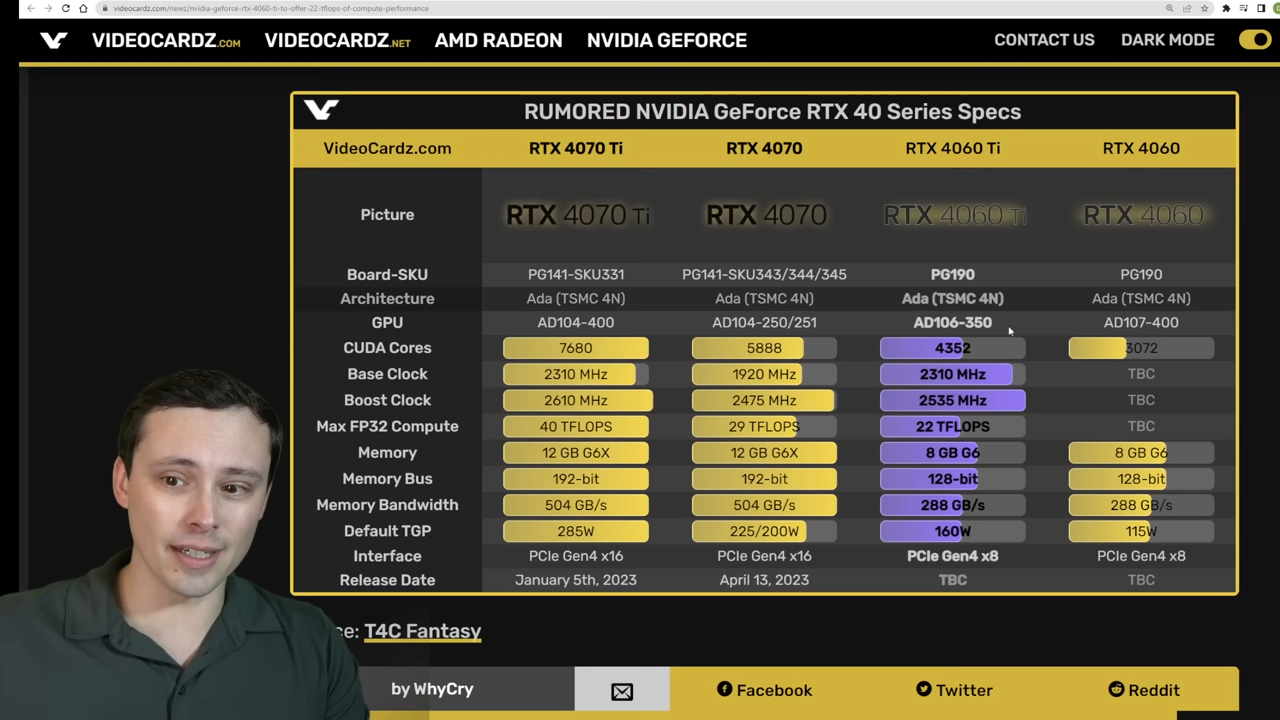 videocardz.com/newz/nvidia-geforce-rtx-4060-ti-to-offer-22-tflops-of-compute-performance
VIDEOCARDZ.COM VIDEOCARDZ.NET AMD RADEON NVIDIA GEFORCE CONTACT US DARK MODE
RUMORED NVIDIA GeForce RTX 40 Series Specs
VideoCardz.com RTX 4070 Ti RTX 4070 RTX 4060 Ti RTX 4060
Picture RTX 4070 Ti RTX 4070 RTX 4060 Ti RTX 4060
Board-SKU PG141-SKU331 PG141-SKU343/344/345 PG190 PG190
Architecture Ada (TSMC 4N) Ada (TSMC 4N) Ada (TSMC 4N) Ada (TSMC 4N)
GPU AD104-400 AD104-250/251 AD106-350 AD107-400
CUDA Cores 7680 5888 4352 3072
Base Clock 2310 MHz 1920 MHz 2310 MHz TBC
Boost Clock 2610 MHz 2475 MHz 2535 MHz TBC
Max FP32 Compute 40 TFLOPS 29 TFLOPS 22 TFLOPS TBC
Memory 12 GB G6X 12 GB G6X 8 GB G6 8 GB G6
Memory Bus 192-bit 192-bit 128-bit 128-bit
Memory Bandwidth 504 GB/s 504 GB/s 288 GB/s 288 GB/s
Default TGP 285W 225/200W 160W 115W
Interface PCIe Gen4 x16 PCIe Gen4 x16 PCIe Gen4 x8 PCIe Gen4 x8
Release Date January 5th, 2023 April 13, 2023 TBC TBC
ce: T4C Fantasy
by WhyCry Facebook Twitter Reddit